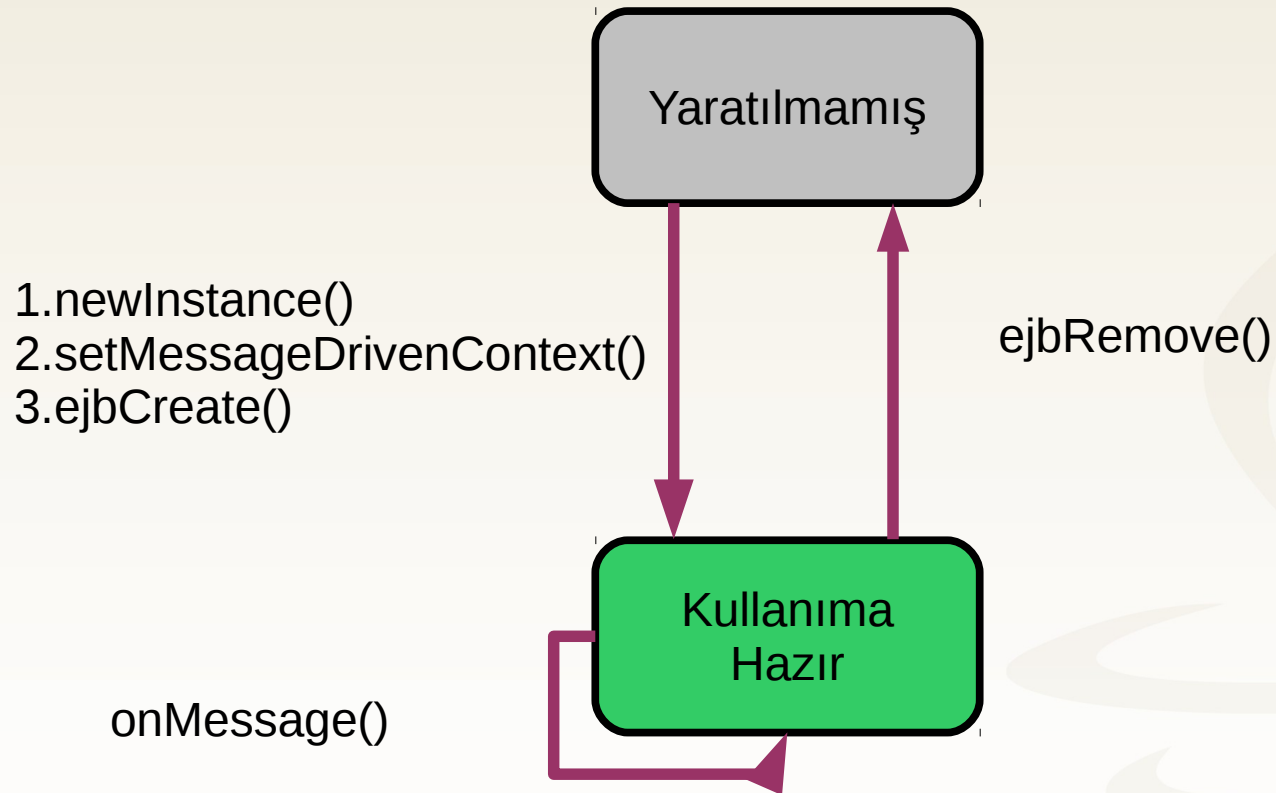 Yaratılmamış
1.newInstance()
2.setMessageDrivenContext()
3.ejbCreate()
ejbRemove()
Kullanıma
Hazır
onMessage()